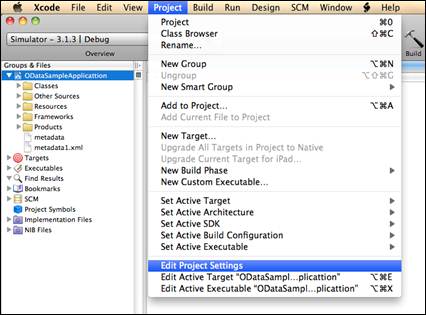 Xcode File Edit View Project Build Run Design SCM Window Help
Simulator - 3.1.3 | Debug
Overview
Build
Groups & Files
ODataSampleApplicattion
Classes
Other Sources
Resources
Frameworks
Products
metadata
metadata1.xml
Targets
Executables
Find Results
Bookmarks
SCM
Project Symbols
Implementation Files
NIB Files
Project ⌘0
Class Browser ⇧⌘C
Rename...
New Group ⌥⌘N
Ungroup ⌥⇧⌘G
New Smart Group
Add to Project... ⌥⌘A
Add Current File to Project
New Target...
Upgrade All Targets in Project to Native
Upgrade Current Target for iPad...
New Build Phase
New Custom Executable...
Set Active Target
Set Active Architecture
Set Active SDK
Set Active Build Configuration
Set Active Executable
Edit Project Settings
Edit Active Target “ODataSampl...plicattion” ⌥⌘E
Edit Active Executable “ODataSampl...plicattion” ⌥⌘X